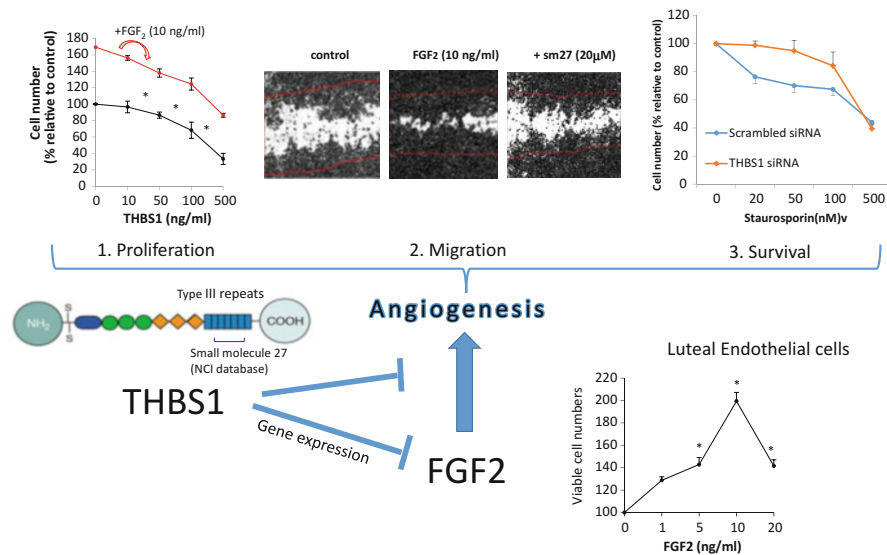 +FGF2 (10 ng/ml)
Cell number
(% relative to control)
180
160
140
120
100
80
60
40
20
0
* * *
0 10 50 100 500
THBS1 (ng/ml)
control
FGF2 (10 ng/ml)
+ sm27 (20μM)
Cell number (% relative to control)
120
100
80
60
40
20
0
Scrambled siRNA
THBS1 siRNA
0 20 50 100 500
Staurosporin(nM)v
1. Proliferation
2. Migration
3. Survival
Type III repeats
NH2
S
S
COOH
Small molecule 27
(NCI database)
Angiogenesis
THBS1
Gene expression
FGF2
Luteal Endothelial cells
Viable cell numbers
220
200
180
160
140
120
100
* * *
0 1 5 10 20
FGF2 (ng/ml)